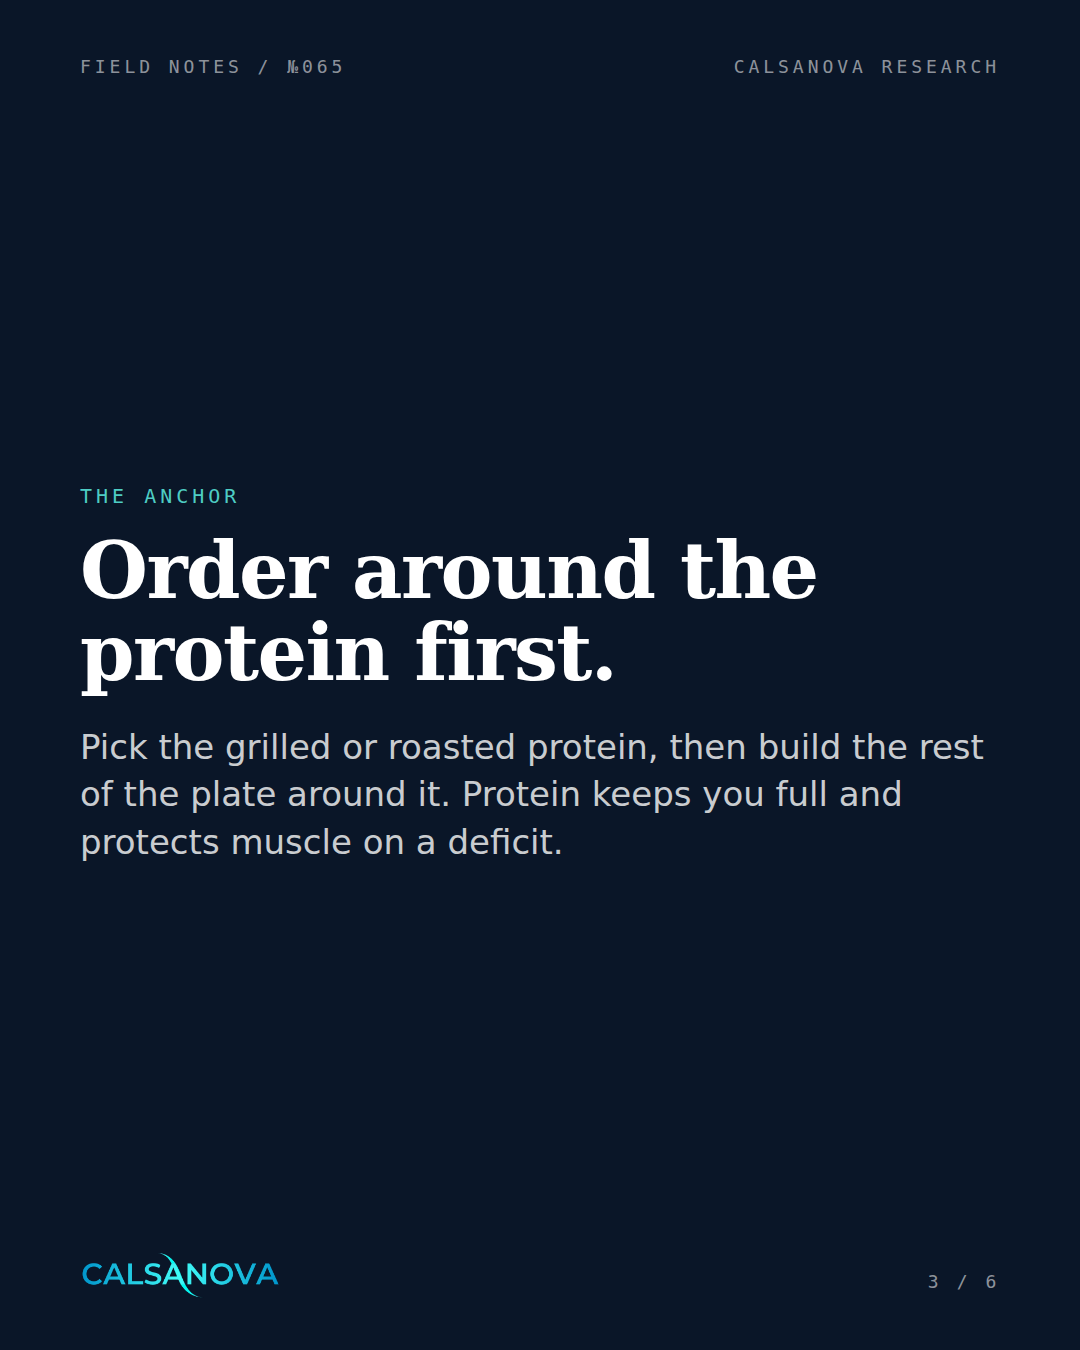 FIELD NOTES / №065
CALSANOVA RESEARCH
THE ANCHOR
Order around the
protein first.
Pick the grilled or roasted protein, then build the rest
of the plate around it. Protein keeps you full and
protects muscle on a deficit.
CALSANOVA
3 / 6